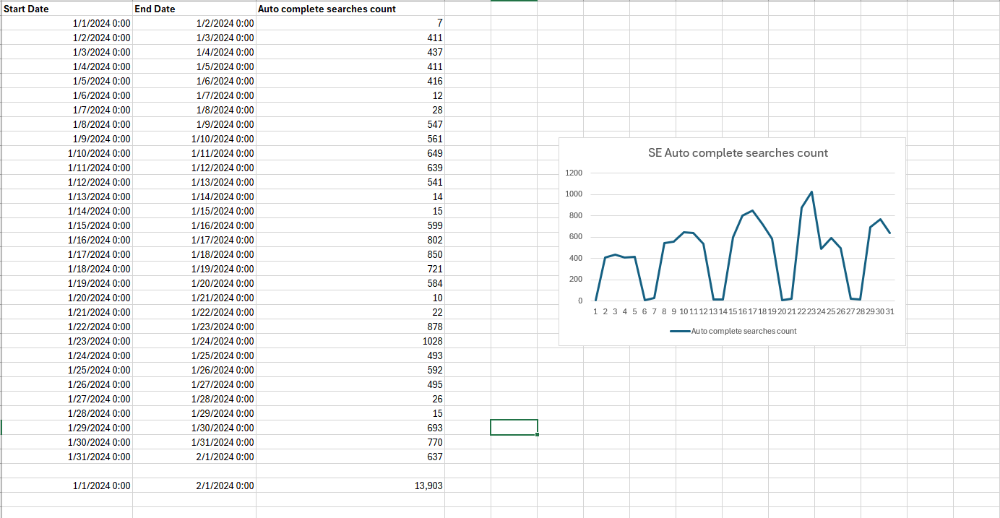 Start Date End Date Auto complete searches count
1/1/2024 0:00 1/2/2024 0:00 7
1/2/2024 0:00 1/3/2024 0:00 411
1/3/2024 0:00 1/4/2024 0:00 437
1/4/2024 0:00 1/5/2024 0:00 411
1/5/2024 0:00 1/6/2024 0:00 416
1/6/2024 0:00 1/7/2024 0:00 12
1/7/2024 0:00 1/8/2024 0:00 28
1/8/2024 0:00 1/9/2024 0:00 547
1/9/2024 0:00 1/10/2024 0:00 561
1/10/2024 0:00 1/11/2024 0:00 649
1/11/2024 0:00 1/12/2024 0:00 639
1/12/2024 0:00 1/13/2024 0:00 541
1/13/2024 0:00 1/14/2024 0:00 14
1/14/2024 0:00 1/15/2024 0:00 15
1/15/2024 0:00 1/16/2024 0:00 599
1/16/2024 0:00 1/17/2024 0:00 802
1/17/2024 0:00 1/18/2024 0:00 850
1/18/2024 0:00 1/19/2024 0:00 721
1/19/2024 0:00 1/20/2024 0:00 584
1/20/2024 0:00 1/21/2024 0:00 10
1/21/2024 0:00 1/22/2024 0:00 22
1/22/2024 0:00 1/23/2024 0:00 878
1/23/2024 0:00 1/24/2024 0:00 1028
1/24/2024 0:00 1/25/2024 0:00 493
1/25/2024 0:00 1/26/2024 0:00 592
1/26/2024 0:00 1/27/2024 0:00 495
1/27/2024 0:00 1/28/2024 0:00 26
1/28/2024 0:00 1/29/2024 0:00 15
1/29/2024 0:00 1/30/2024 0:00 693
1/30/2024 0:00 1/31/2024 0:00 770
1/31/2024 0:00 2/1/2024 0:00 637
1/1/2024 0:00 2/1/2024 0:00 13,903
SE Auto complete searches count
1200
1000
800
600
400
200
0
1 2 3 4 5 6 7 8 9 10 11 12 13 14 15 16 17 18 19 20 21 22 23 24 25 26 27 28 29 30 31
Auto complete searches count